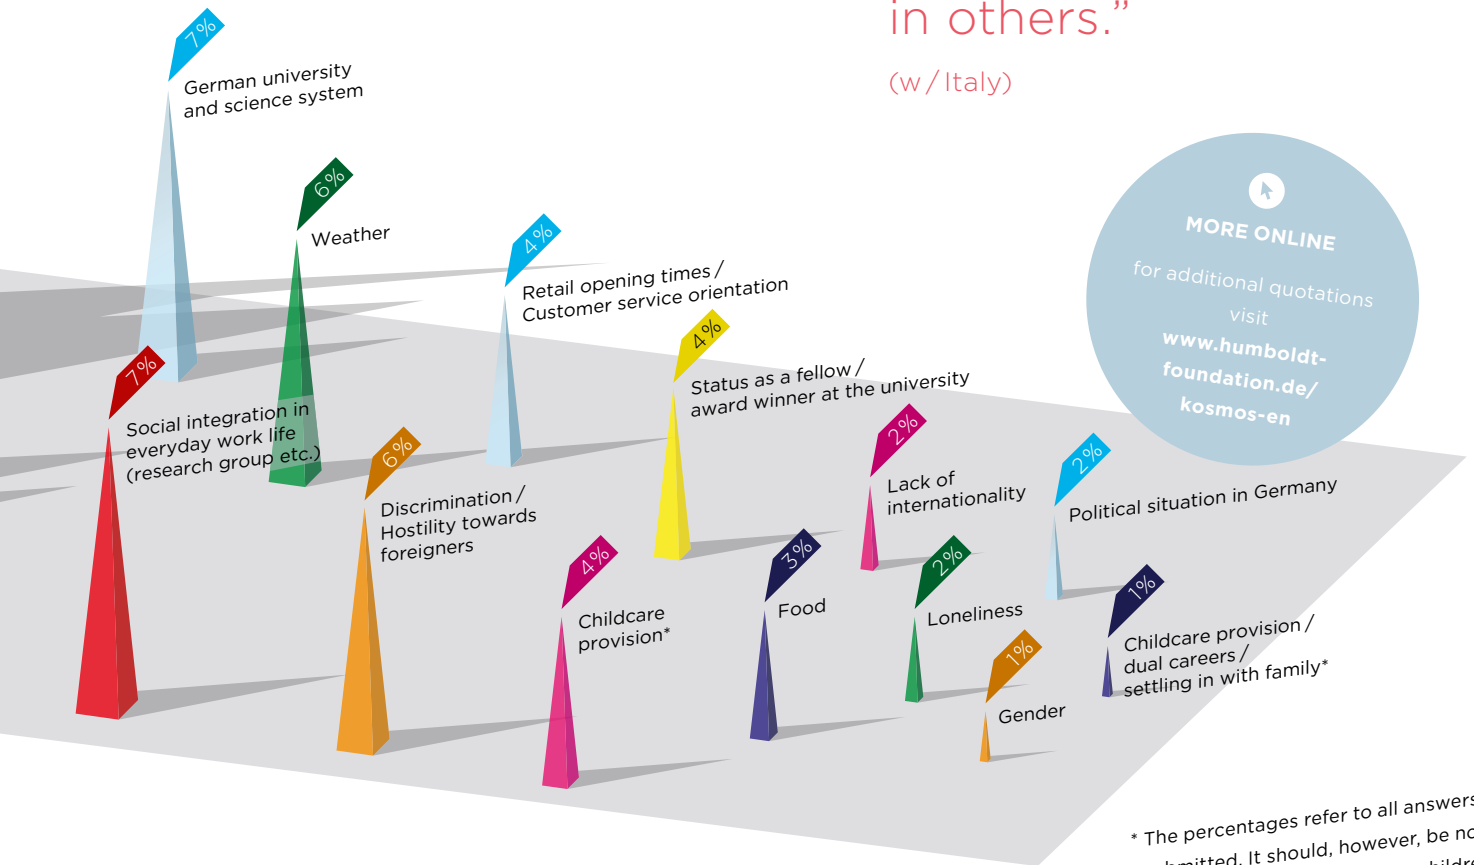 in others.”
(w / Italy)
7%
German university
and science system
6%
Weather
4%
Retail opening times /
Customer service orientation
4%
Status as a fellow /
award winner at the university
7%
Social integration in
everyday work life
(research group etc.)
6%
Discrimination /
Hostility towards
foreigners
2%
Lack of
internationality
2%
Political situation in Germany
4%
Childcare
provision*
3%
Food
2%
Loneliness
1%
Childcare provision /
dual careers /
settling in with family*
1%
Gender
MORE ONLINE
for additional quotations
visit
www.humboldt-
foundation.de/
kosmos-en
* The percentages refer to all answers
It should, however, be